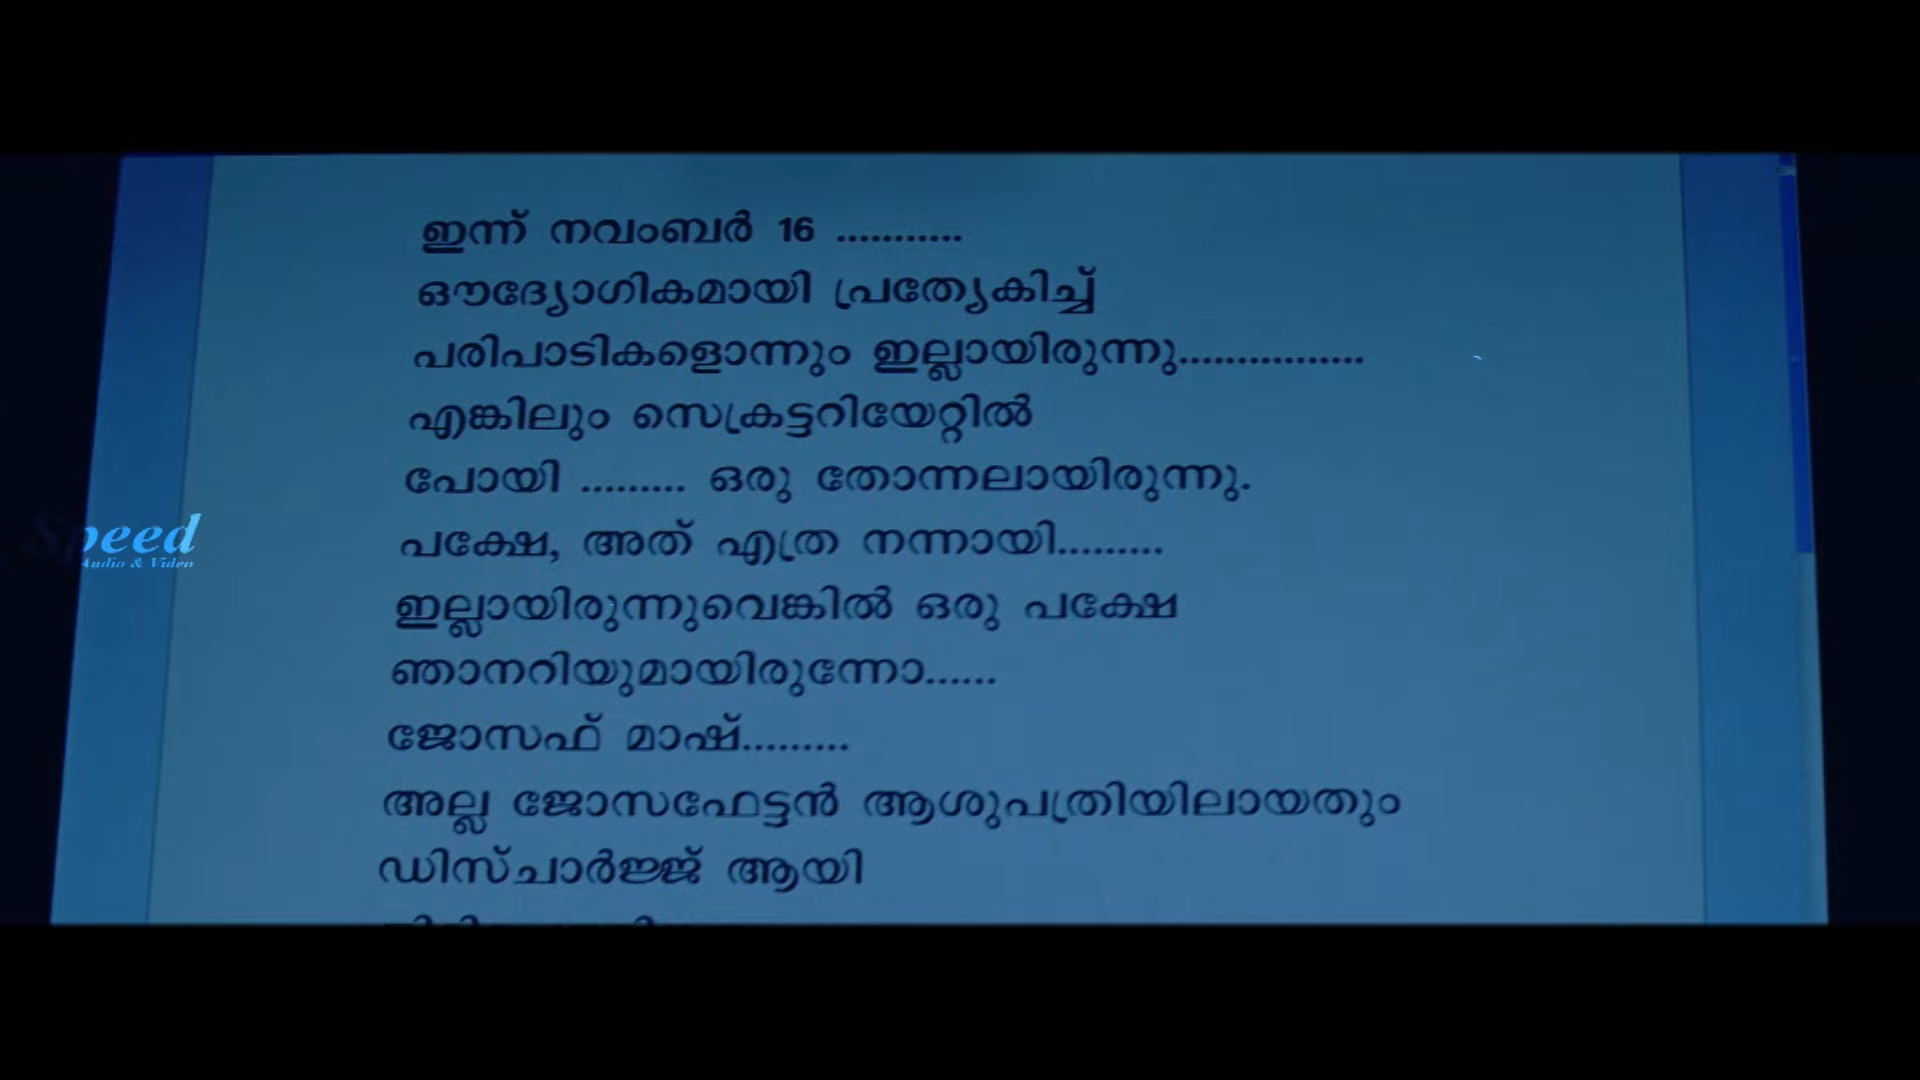 ഇന്ന് നവംബർ 16 ...........
ഔദ്യോഗികമായി പ്രത്യേകിച്ച്
പരിപാടികളൊന്നും ഇല്ലായിരുന്നു................
എങ്കിലും സെക്രട്ടറിയേറ്റിൽ
പോയി ......... ഒരു തോന്നലായിരുന്നു.
പക്ഷേ, അത് എത്ര നന്നായി.........
ഇല്ലായിരുന്നുവെങ്കിൽ ഒരു പക്ഷേ
ഞാനറിയുമായിരുന്നോ......
ജോസഫ് മാഷ്.........
അല്ല ജോസഫേട്ടൻ ആശുപത്രിയിലായതും
ഡിസ്ചാർജ്ജ് ആയി
Speed
Audio & Video